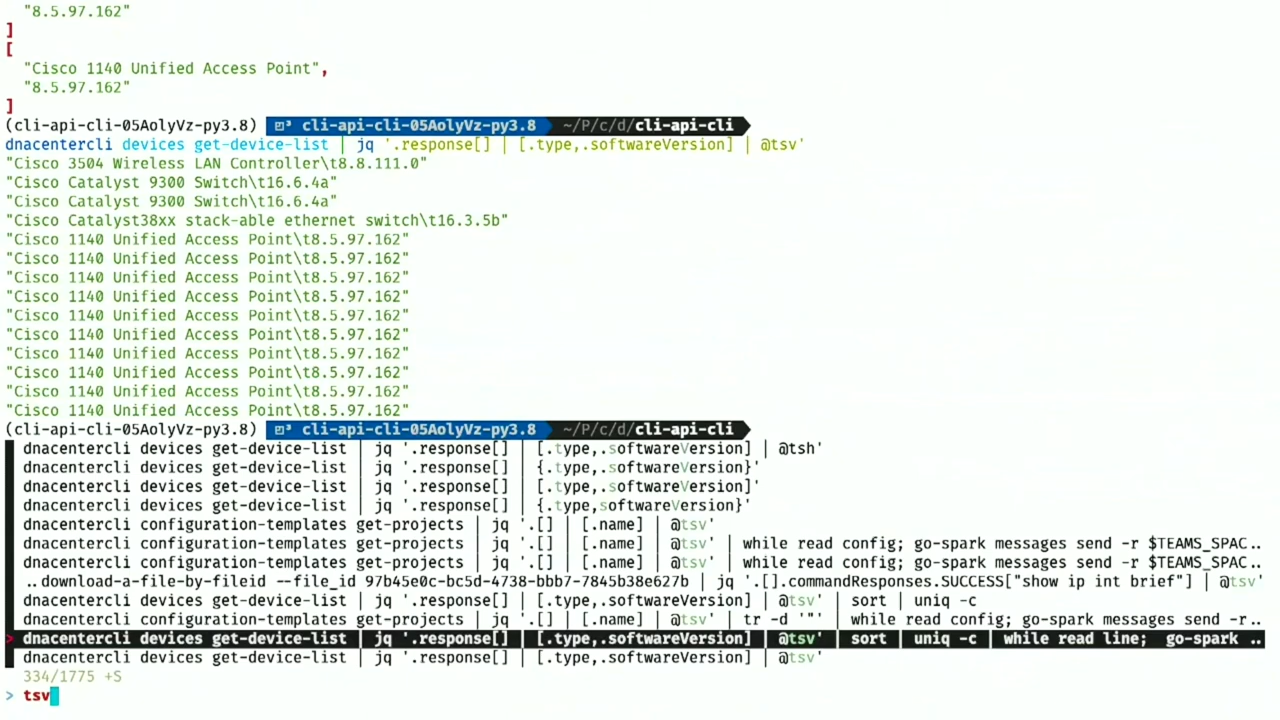 "8.5.97.162"
]
[
"Cisco 1140 Unified Access Point",
"8.5.97.162"
]
(cli-api-cli-05AolyVz-py3.8) cli-api-cli-05AolyVz-py3.8 ~/P/c/d/cli-api-cli
dnacentercli devices get-device-list | jq '.response[] | [.type,.softwareVersion] | @tsv'
"Cisco 3504 Wireless LAN Controller\t8.8.111.0"
"Cisco Catalyst 9300 Switch\t16.6.4a"
"Cisco Catalyst 9300 Switch\t16.6.4a"
"Cisco Catalyst38xx stack-able ethernet switch\t16.3.5b"
"Cisco 1140 Unified Access Point\t8.5.97.162"
"Cisco 1140 Unified Access Point\t8.5.97.162"
"Cisco 1140 Unified Access Point\t8.5.97.162"
"Cisco 1140 Unified Access Point\t8.5.97.162"
"Cisco 1140 Unified Access Point\t8.5.97.162"
"Cisco 1140 Unified Access Point\t8.5.97.162"
"Cisco 1140 Unified Access Point\t8.5.97.162"
"Cisco 1140 Unified Access Point\t8.5.97.162"
"Cisco 1140 Unified Access Point\t8.5.97.162"
"Cisco 1140 Unified Access Point\t8.5.97.162"
(cli-api-cli-05AolyVz-py3.8) cli-api-cli-05AolyVz-py3.8 ~/P/c/d/cli-api-cli
dnacentercli devices get-device-list | jq '.response[] | [.type,.softwareVersion] | @tsh'
dnacentercli devices get-device-list | jq '.response[] | {.type,.softwareVersion}'
dnacentercli devices get-device-list | jq '.response[] | [.type,.softwareVersion]'
dnacentercli devices get-device-list | jq '.response[] | {.type,softwareVersion}'
dnacentercli configuration-templates get-projects | jq '.[] | [.name] | @tsv'
dnacentercli configuration-templates get-projects | jq '.[] | [.name] | @tsv' | while read config; go-spark messages send -r $TEAMS_SPAC..
dnacentercli configuration-templates get-projects | jq '.[] | [.name] | @tsv' | while read config; go-spark messages send -r $TEAMS_SPAC..
..download-a-file-by-fileid --file_id 97b45e0c-bc5d-4738-bbb7-7845b38e627b | jq '.[].commandResponses.SUCCESS["show ip int brief"] | @tsv'
dnacentercli devices get-device-list | jq '.response[] | [.type,.softwareVersion] | @tsv' | sort | uniq -c
dnacentercli configuration-templates get-projects | jq '.[] | [.name] | @tsv' | tr -d '"' | while read config; go-spark messages send -r..
> dnacentercli devices get-device-list | jq '.response[] | [.type,.softwareVersion] | @tsv' | sort | uniq -c | while read line; go-spark ..
dnacentercli devices get-device-list | jq '.response[] | [.type,.softwareVersion] | @tsv'
334/1775 +S
> tsv